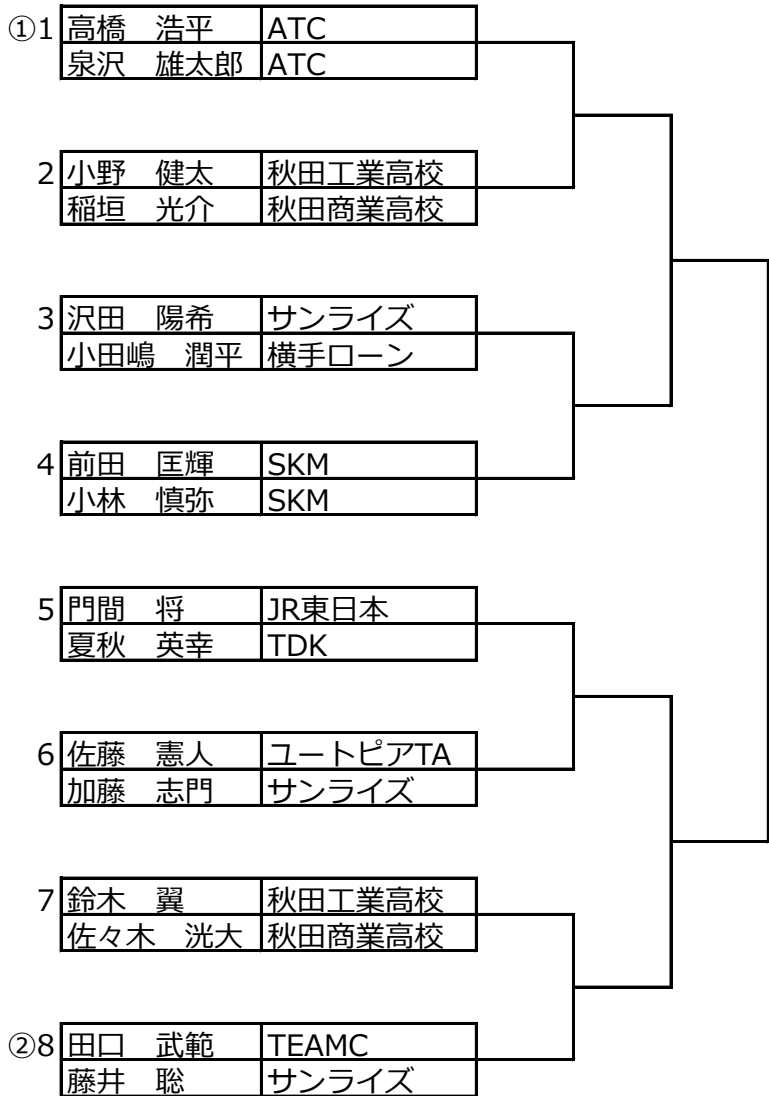 ①1 高橋　浩平 ATC
泉沢　雄太郎 ATC
2 小野　健太 秋田工業高校
稲垣　光介 秋田商業高校
3 沢田　陽希 サンライズ
小田嶋　潤平 横手ローン
4 前田　匡輝 SKM
小林　慎弥 SKM
5 門間　将 JR東日本
夏秋　英幸 TDK
6 佐藤　憲人 ユートピアTA
加藤　志門 サンライズ
7 鈴木　翼 秋田工業高校
佐々木　洸大 秋田商業高校
②8 田口　武範 TEAMC
藤井　聡 サンライズ